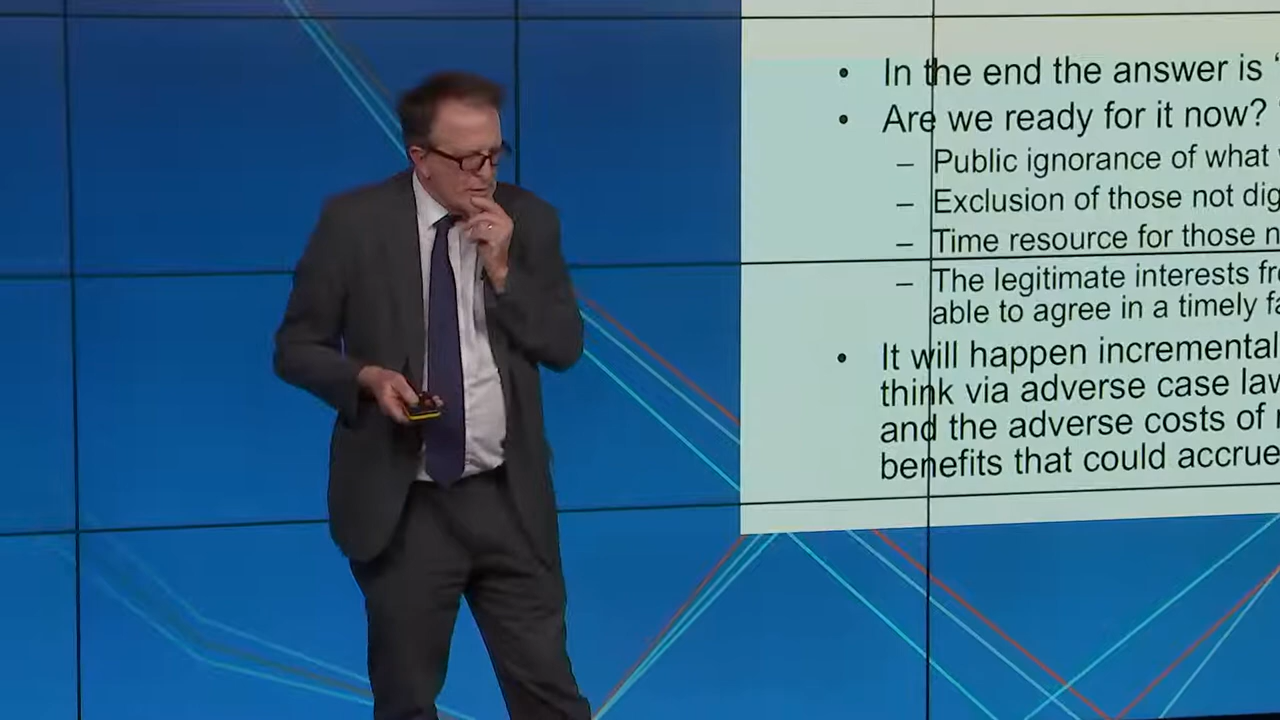 • In the end the answer is ‘
• Are we ready for it now?
– Public ignorance of what
– Exclusion of those not dig
– Time resource for those n
– The legitimate interests fr
able to agree in a timely fa
• It will happen incremental
think via adverse case law
and the adverse costs of
benefits that could accrue